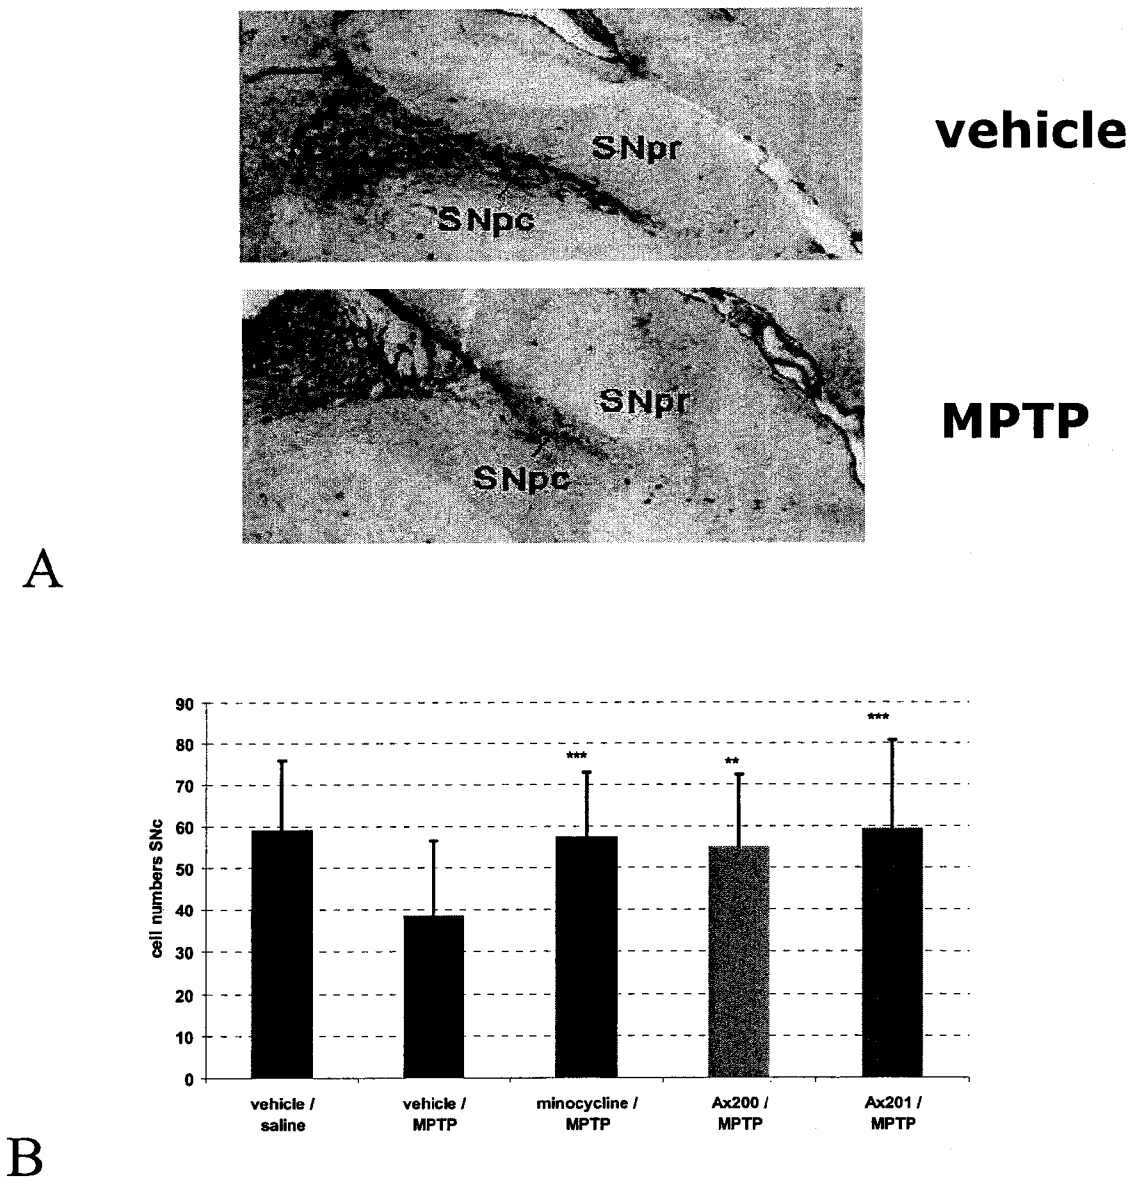 vehicle
SNpr
SNpc
MPTP
SNpr
SNpc
A
90
80
70
60
50
40
30
20
10
0
cell numbers SNc
***
**
***
vehicle / saline
vehicle / MPTP
minocycline / MPTP
Ax200 / MPTP
Ax201 / MPTP
B